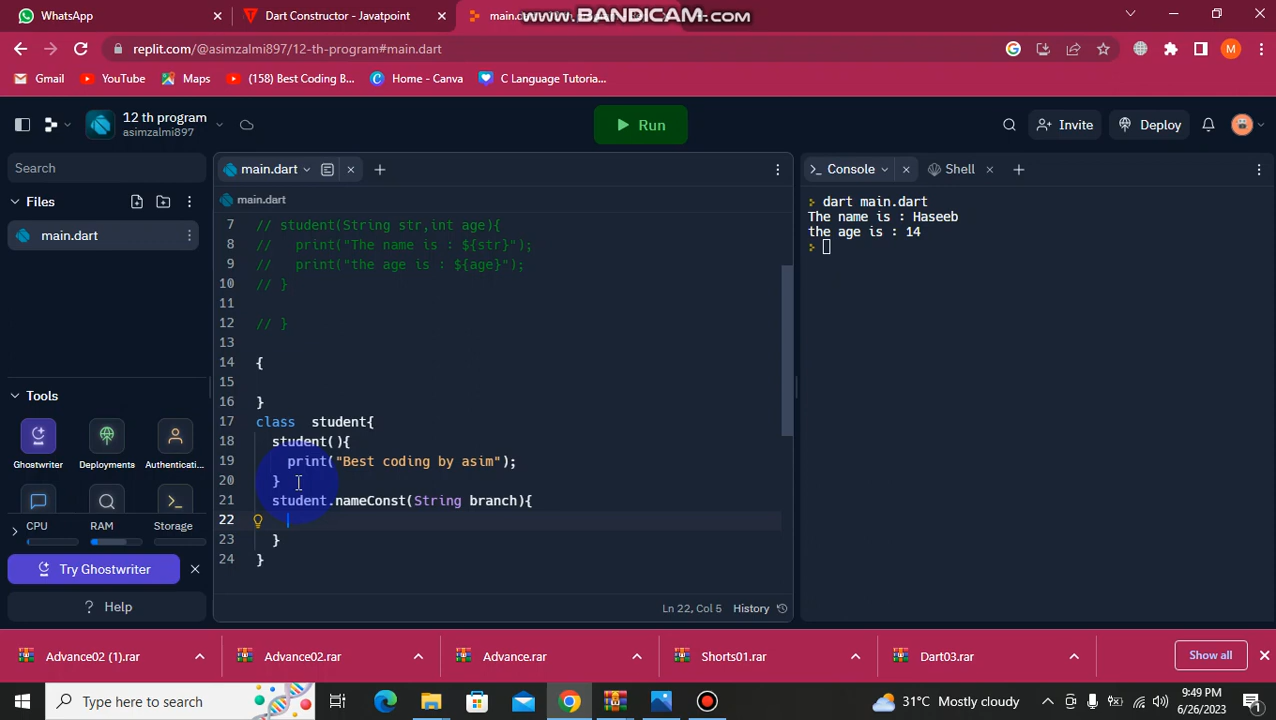 WhatsApp
Dart Constructor - Javatpoint
main.d
www.BANDICAM.com
replit.com/@asimzalmi897/12-th-program#main.dart
M
Gmail
YouTube
Maps
(158) Best Coding B...
Home - Canva
C Language Tutoria...
12 th program
asimzalmi897
Run
Invite
Deploy
Search
main.dart
Console
Shell
Files
main.dart
main.dart
dart main.dart
The name is : Haseeb
the age is : 14
7 // student(String str,int age){
8 // print("The name is : ${str}");
9 // print("the age is : ${age}");
10 // }
11
12 // }
13
14 {
15
16 }
17 class student{
18 student(){
19 print("Best coding by asim");
20 }
21 student.nameConst(String branch){
22
23 }
24 }
Tools
Ghostwriter
Deployments
Authenticati...
CPU
RAM
Storage
Try Ghostwriter
? Help
Ln 22, Col 5
History
Advance02 (1).rar
Advance02.rar
Advance.rar
Shorts01.rar
Dart03.rar
Show all
Type here to search
31°C Mostly cloudy
:49 PM
6/26/2023
1